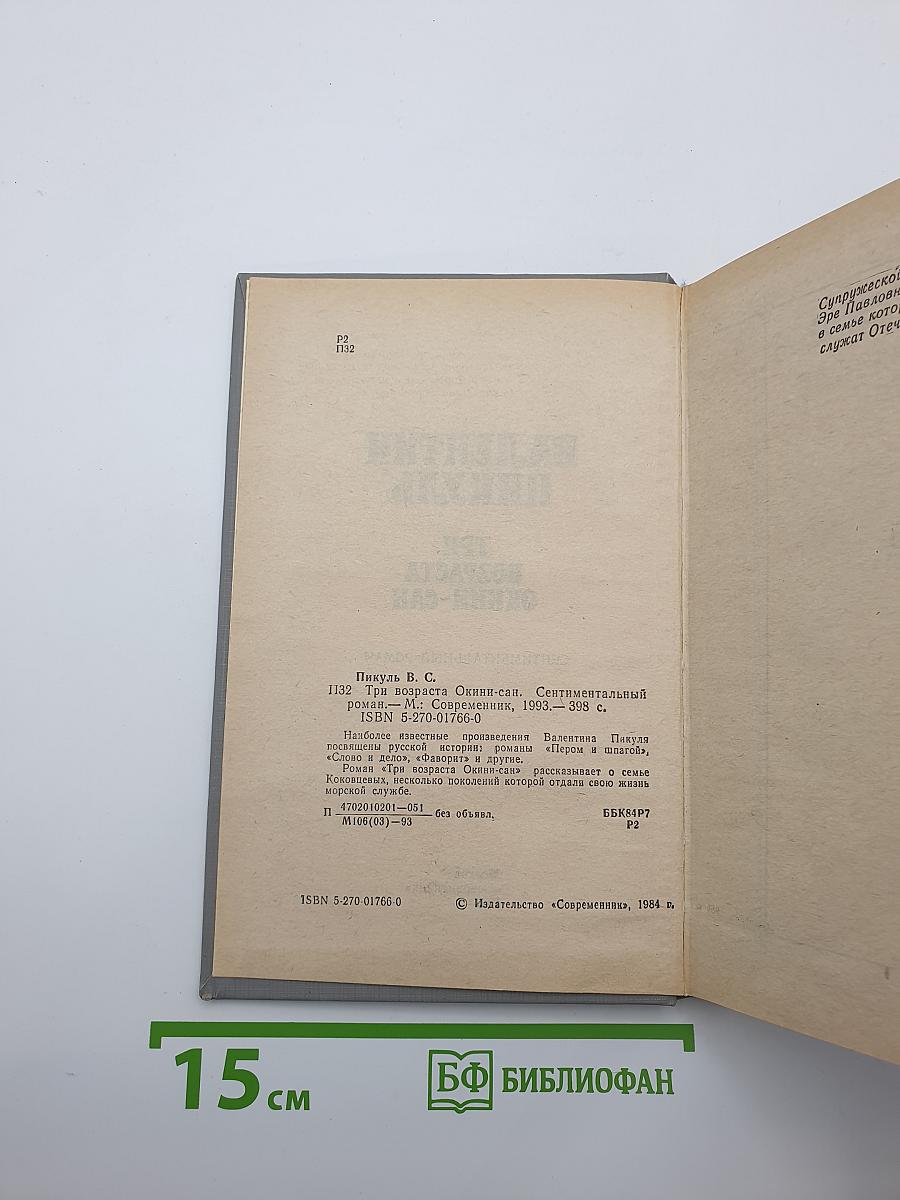 Р2
П32
Пикуль В. С.
П32 Три возраста Окини-сан. Сентиментальный
роман.— М.: Современник, 1993.— 398 с.
ISBN 5-270-01766-0
Наиболее известные произведения Валентина Пикуля
посвящены русской истории: романы «Пером и шпагой»,
«Слово и дело», «Фаворит» и другие.
Роман «Три возраста Окини-сан» рассказывает о семье
Коковцевых, несколько поколений которой отдали свою жизнь
морской службе.
П 4702010201—051 без объявл.
М106(03)—93
ББК84Р7
Р2
ISBN 5-270-01766-0
© Издательство «Современник», 1984 г.
Супружеской
Эре Павловн
в семье кото
служат Отеч
15 см
БФ БИБЛИОФАН